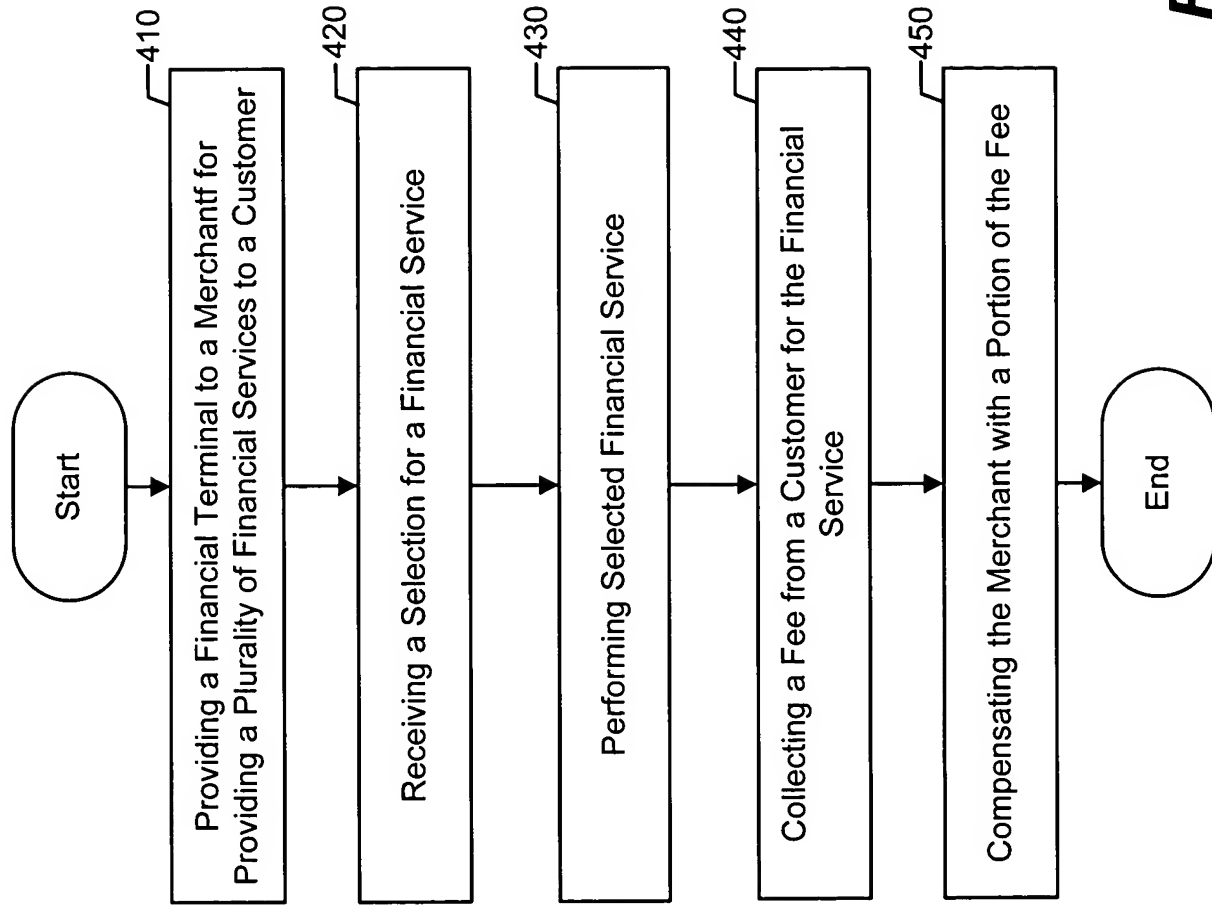 Start
410
Providing a Financial Terminal to a Merchantf for
Providing a Plurality of Financial Services to a Customer
420
Receiving a Selection for a Financial Service
430
Performing Selected Financial Service
440
Collecting a Fee from a Customer for the Financial
Service
450
Compensating the Merchant with a Portion of the Fee
End